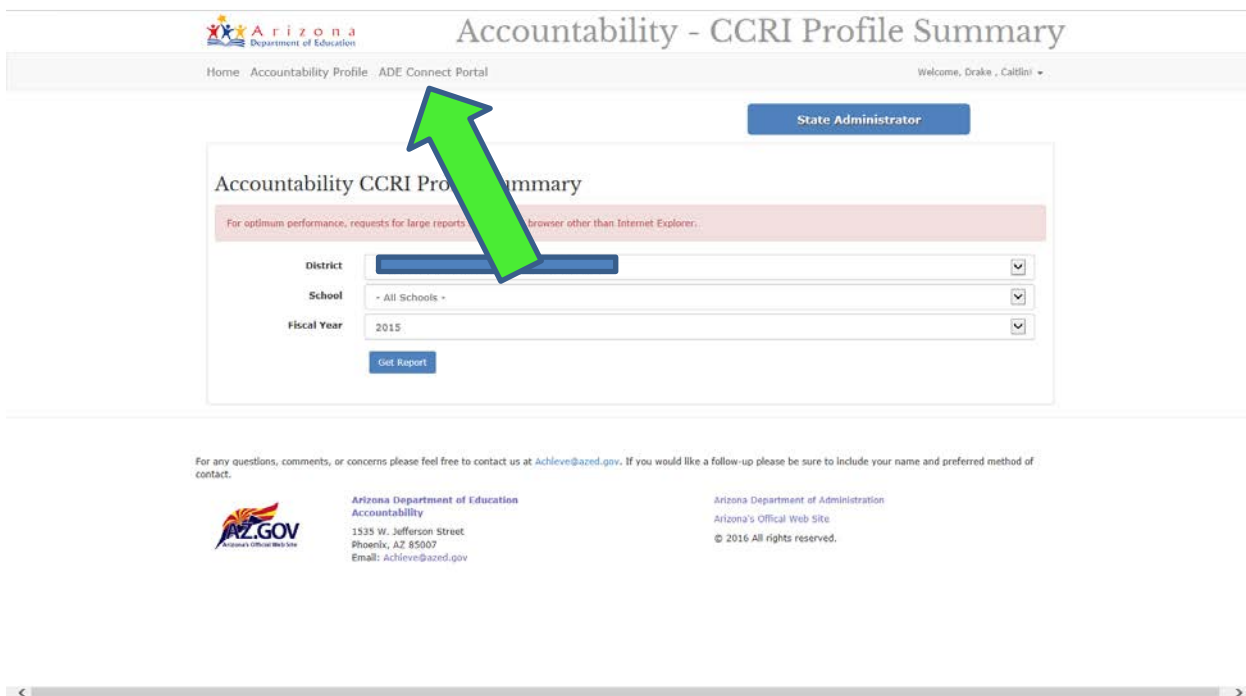 Arizona
Department of Education
Accountability - CCRI Profile Summary
Home Accountability Profile ADE Connect Portal
Welcome, Drake , Caitlini
State Administrator
Accountability CCRI Pro ummary
For optimum performance, requests for large reports browser other than Internet Explorer.
District
School - All Schools -
Fiscal Year 2015
Get Report
For any questions, comments, or concerns please feel free to contact us at Achieve@azed.gov. If you would like a follow-up please be sure to include your name and preferred method of
contact.
AZ.GOV
Arizona's Official Web Site
Arizona Department of Education
Accountability
1535 W. Jefferson Street
Phoenix, AZ 85007
Email: Achieve@azed.gov
Arizona Department of Administration
Arizona's Offical Web Site
© 2016 All rights reserved.